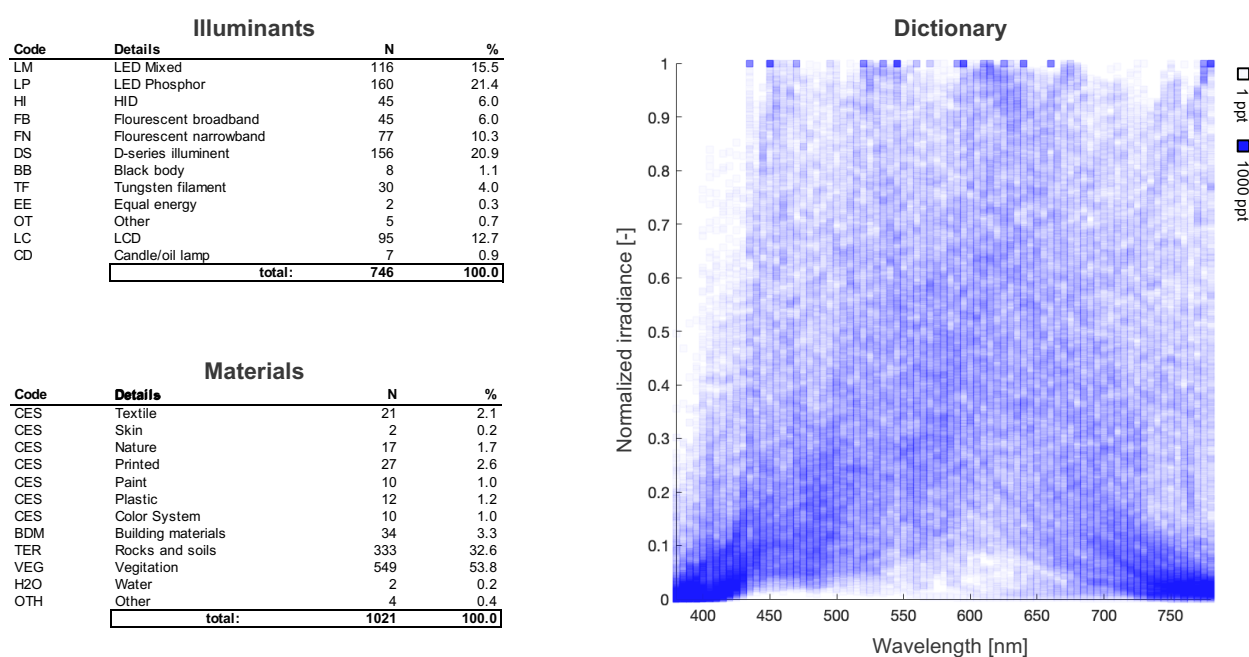 Illuminants
Code Details N %
LM LED Mixed 116 15.5
LP LED Phosphor 160 21.4
HI HID 45 6.0
FB Flourescent broadband 45 6.0
FN Flourescent narrowband 77 10.3
DS D-series illuminent 156 20.9
BB Black body 8 1.1
TF Tungsten filament 30 4.0
EE Equal energy 2 0.3
OT Other 5 0.7
LC LCD 95 12.7
CD Candle/oil lamp 7 0.9
total: 746 100.0
Materials
Code Details N %
CES Textile 21 2.1
CES Skin 2 0.2
CES Nature 17 1.7
CES Printed 27 2.6
CES Paint 10 1.0
CES Plastic 12 1.2
CES Color System 10 1.0
BDM Building materials 34 3.3
TER Rocks and soils 333 32.6
VEG Vegitation 549 53.8
H2O Water 2 0.2
OTH Other 4 0.4
total: 1021 100.0
Dictionary
1
0.9
0.8
0.7
0.6
0.5
0.4
0.3
0.2
0.1
0
Normalized irradiance [-]
400 450 500 550 600 650 700 750
Wavelength [nm]
1 ppt
1000 ppt